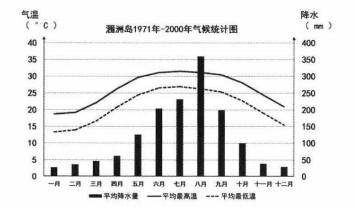 气温
（°C）
涠洲岛1971年-2000年气候统计图
降水
（mm）
40
35
30
25
20
15
10
5
0
400
350
300
250
200
150
100
50
0
一月 二月 三月 四月 五月 六月 七月 八月 九月 十月 十一月 十二月
平均降水量 平均最高温 平均最低温